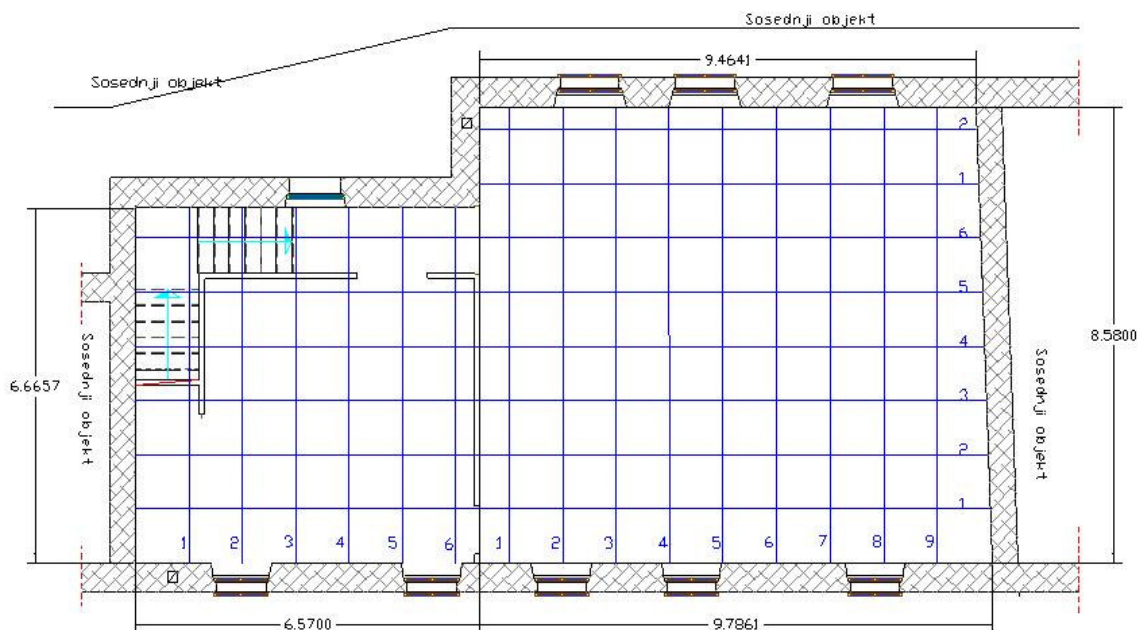 Sosednji objekt
9.4641
Sosednji objekt
2
1
6
5
4
3
2
1
6.6657
Sosednji objekt
8.5800
Sosednji objekt
1 2 3 4 5 6 1 2 3 4 5 6 7 8 9
6.5700
9.7861